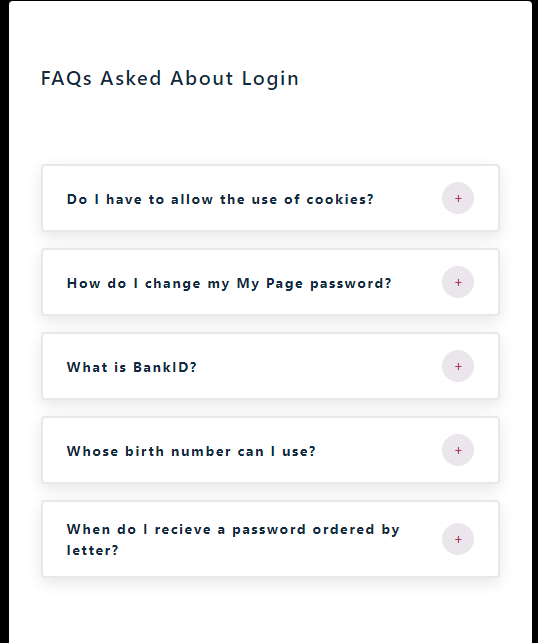 FAQs Asked About Login
Do I have to allow the use of cookies?
+
How do I change my My Page password?
+
What is BankID?
+
Whose birth number can I use?
+
When do I recieve a password ordered by
letter?
+